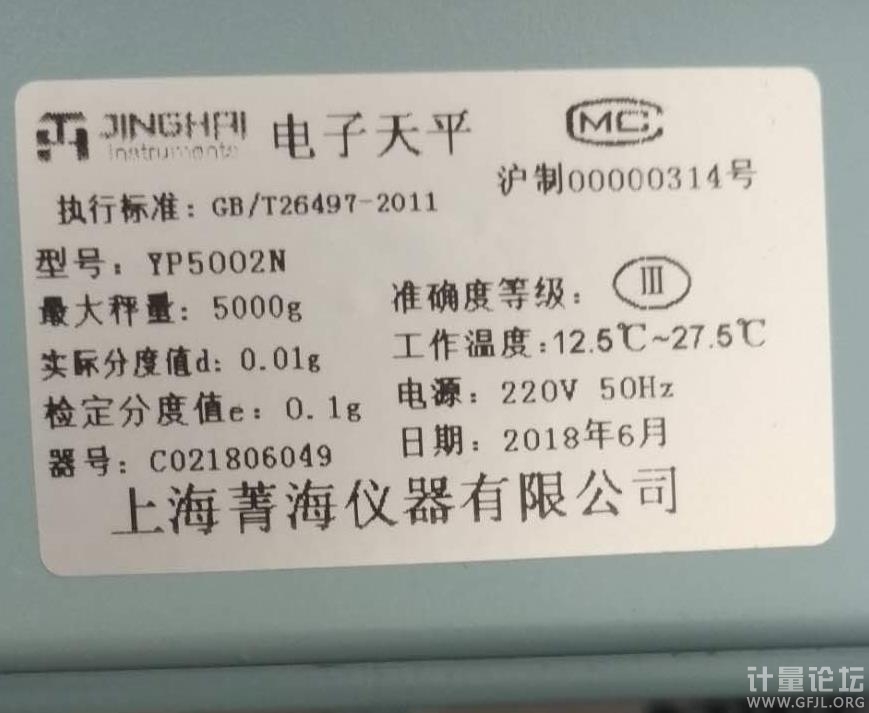 JINGHAI
Instruments
电子天平
MC
沪制00000314号
执行标准：GB/T26497-2011
型号：YP5002N
最大秤量：5000g
准确度等级：III
实际分度值d：0.01g
工作温度：12.5℃~27.5℃
检定分度值e：0.1g
电源：220V 50Hz
器号：C021806049
日期：2018年6月
上海菁海仪器有限公司
计量论坛
WWW.GFJL.ORG